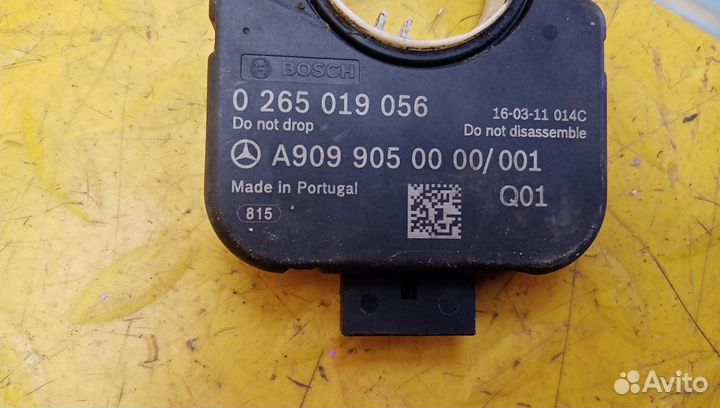 BOSCH
0 265 019 056
Do not drop
16-03-11 014C
Do not disassemble
A909 905 00 00/001
Made in Portugal
Q01
815
Avito